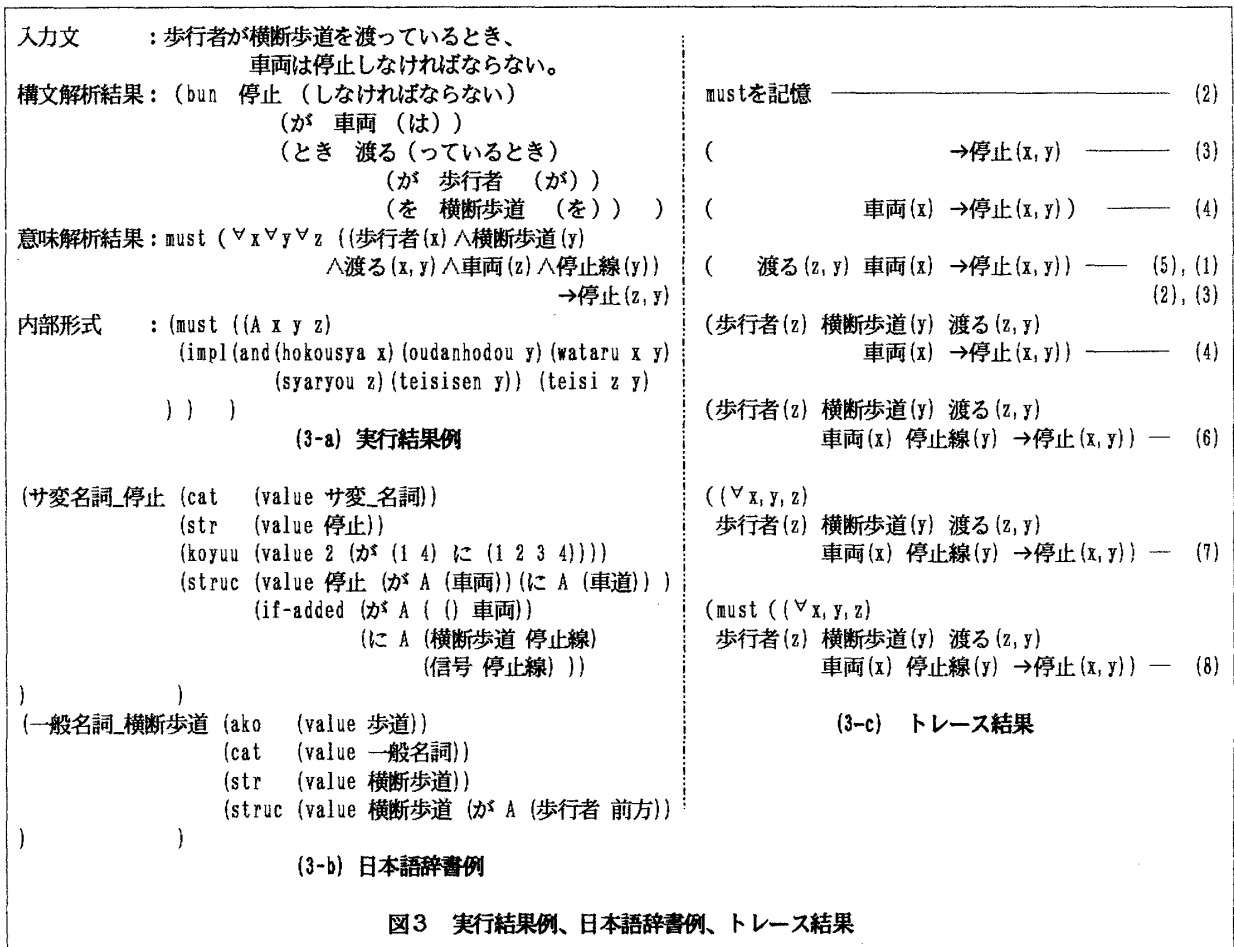 入力文 :歩行者が横断歩道を渡っているとき、
車両は停止しなければならない。
構文解析結果: (bun 停止 (しなければならない)
(が 車両 (は))
(とき 渡る(っているとき)
(が 歩行者 (が))
(を 横断歩道 (を)) )
意味解析結果:must (∀x∀y∀z ((歩行者(x)∧横断歩道(y)
∧渡る(x,y)∧車両(z)∧停止線(y))
→停止(z,y)
内部形式 :(must ((A x y z)
(impl(and(hokousya x)(oudanhodou y)(wataru x y)
(syaryou z)(teisisen y)) (teisi z y)
) ) )
(3-a) 実行結果例
(サ変名詞_停止 (cat (value サ変_名詞))
(str (value 停止))
(koyuu (value 2 (が (1 4) に (1 2 3 4))))
(struc (value 停止 (が A (車両))(に A (車道)) )
(if-added (が A ( () 車両))
(に A (横断歩道 停止線)
(信号 停止線) ))
) )
(一般名詞_横断歩道 (ako (value 歩道))
(cat (value 一般名詞))
(str (value 横断歩道))
(struc (value 横断歩道 (が A (歩行者 前方))
) )
(3-b) 日本語辞書例
mustを記憶 (2)
( →停止(x,y) (3)
( 車両(x) →停止(x,y)) (4)
( 渡る(z,y) 車両(x) →停止(x,y)) (5),(1)
(2),(3)
(歩行者(z) 横断歩道(y) 渡る(z,y)
車両(x) →停止(x,y)) (4)
(歩行者(z) 横断歩道(y) 渡る(z,y)
車両(x) 停止線(y) →停止(x,y)) (6)
((∀x,y,z)
歩行者(z) 横断歩道(y) 渡る(z,y)
車両(x) 停止線(y) →停止(x,y)) (7)
(must ((∀x,y,z)
歩行者(z) 横断歩道(y) 渡る(z,y)
車両(x) 停止線(y) →停止(x,y)) (8)
(3-c) トレース結果
図3 実行結果例、日本語辞書例、トレース結果